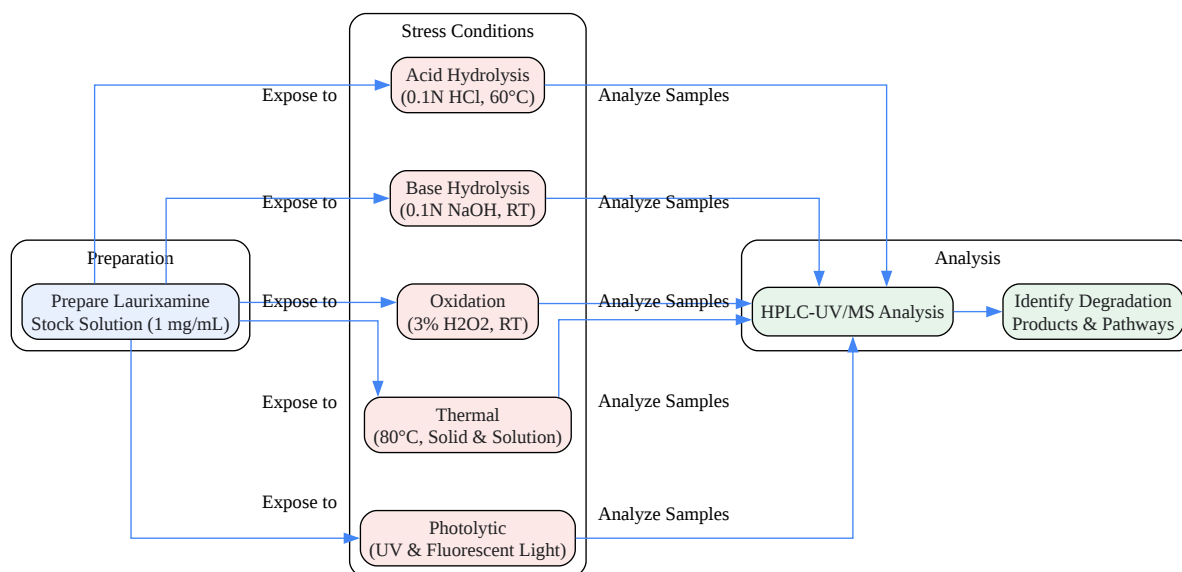 Stress Conditions
Acid Hydrolysis
(0.1N HCl, 60°C)
Expose to
Analyze Samples
Base Hydrolysis
(0.1N NaOH, RT)
Expose to
Analyze Samples
Preparation
Prepare Laurixamine
Stock Solution (1 mg/mL)
Expose to
Oxidation
(3% H2O2, RT)
Analyze Samples
Analysis
HPLC-UV/MS Analysis
Identify Degradation
Products & Pathways
Expose to
Thermal
(80°C, Solid & Solution)
Analyze Samples
Expose to
Photolytic
(UV & Fluorescent Light)
Analyze Samples